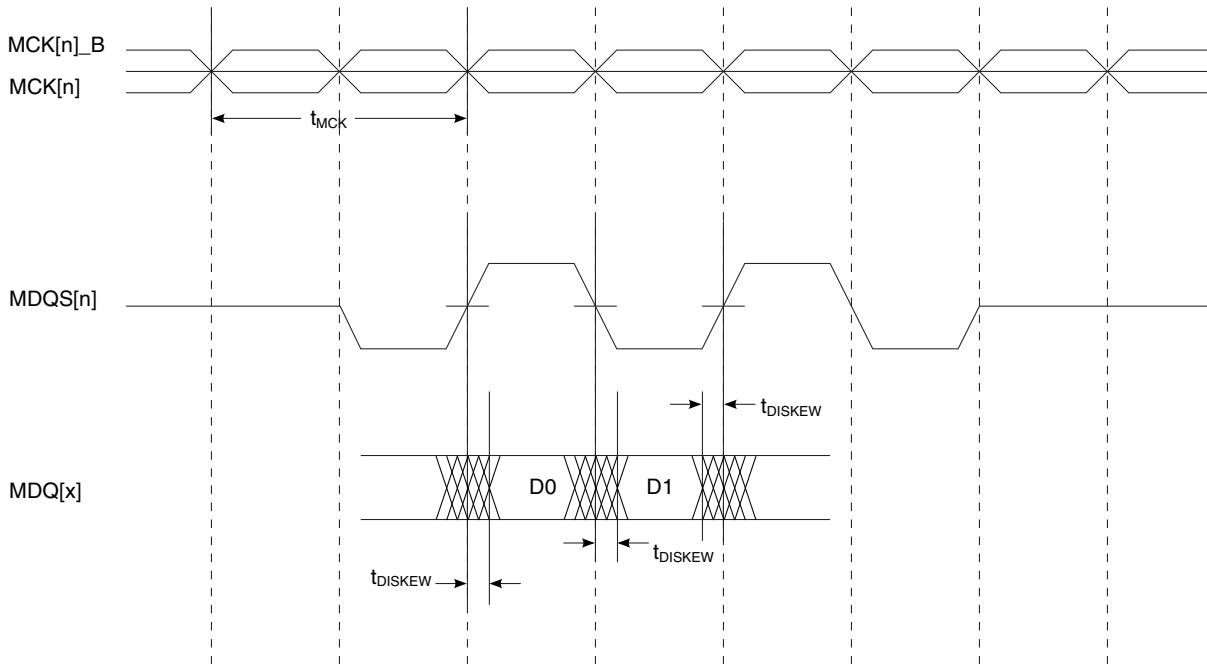 MCK[n]_B
MCK[n]
tMCK
MDQS[n]
tDISKEW
MDQ[x]
D0
D1
tDISKEW
tDISKEW